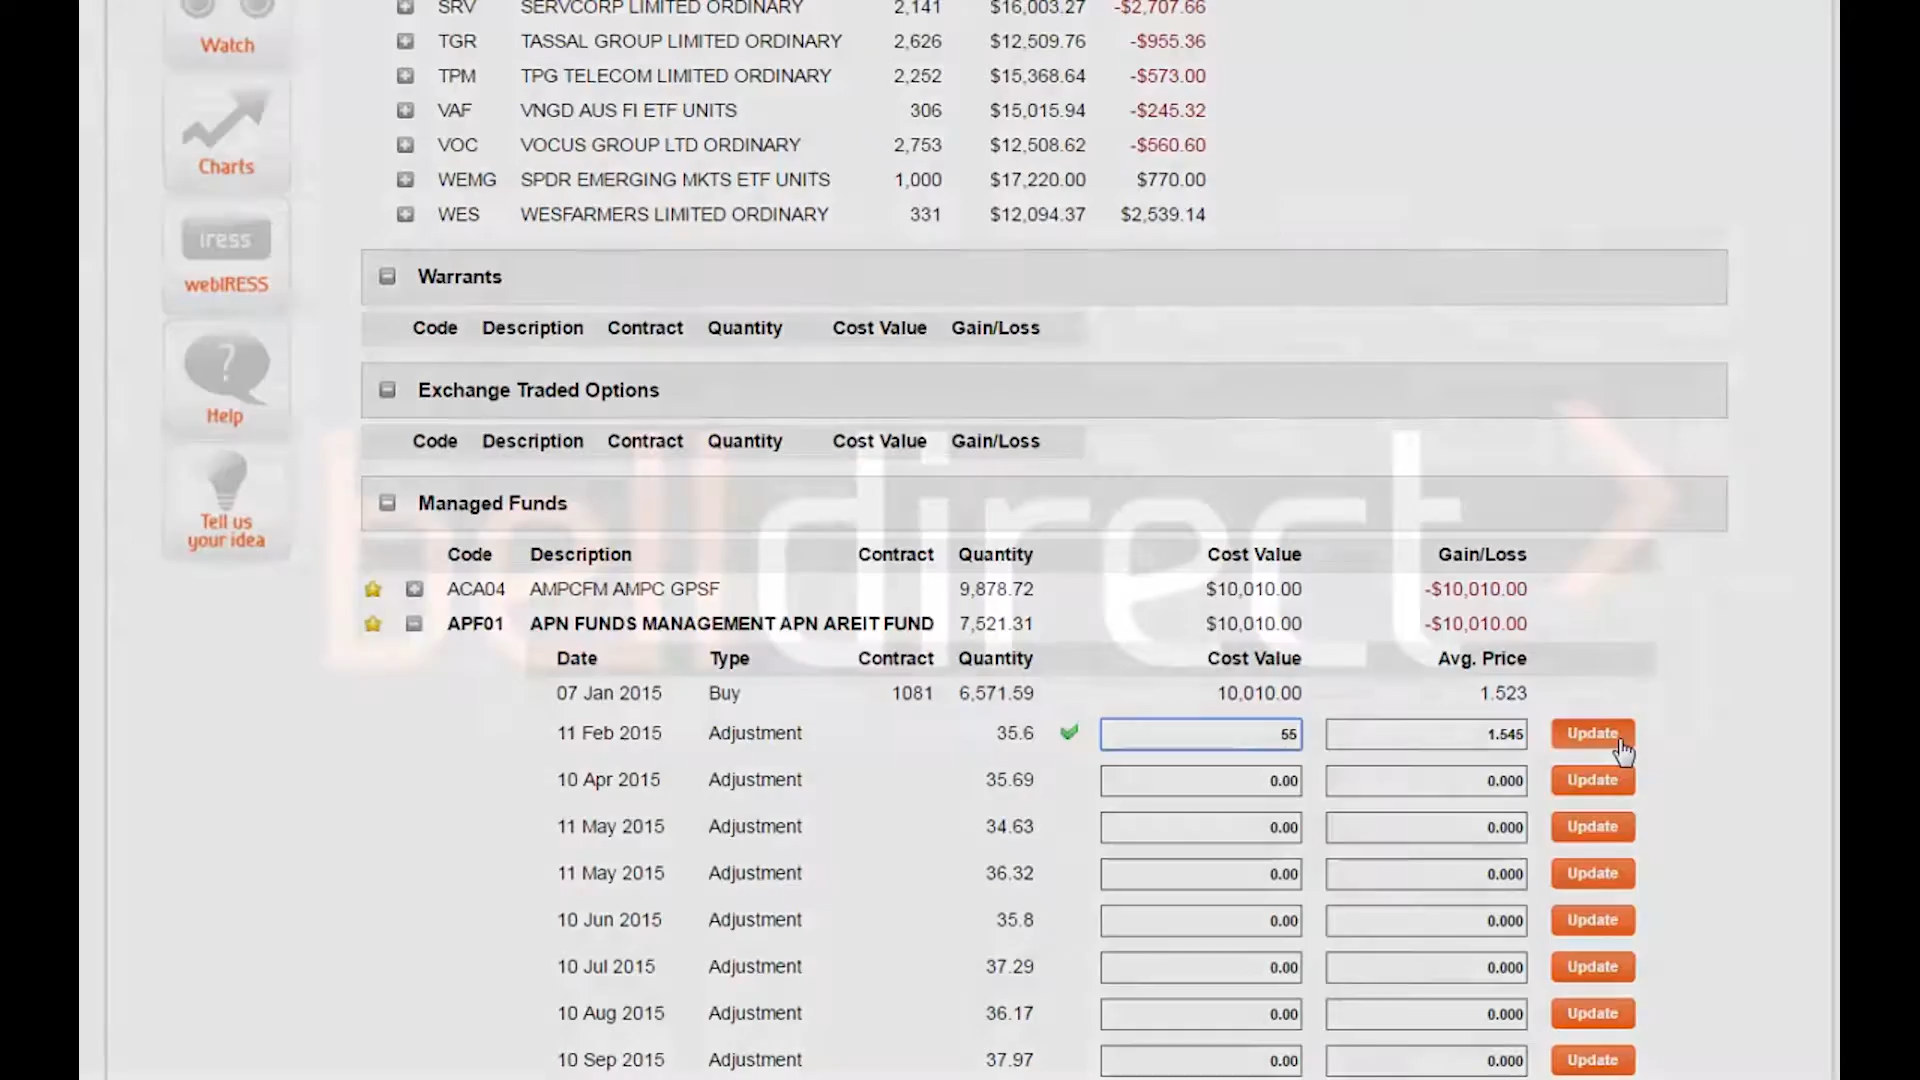 SRV SERVCORP LIMITED ORDINARY 2,141 $16,003.27 -$2,707.66
Watch
TGR TASSAL GROUP LIMITED ORDINARY 2,626 $12,509.76 -$955.36
TPM TPG TELECOM LIMITED ORDINARY 2,252 $15,368.64 -$573.00
VAF VNGD AUS FI ETF UNITS 306 $15,015.94 -$245.32
VOC VOCUS GROUP LTD ORDINARY 2,753 $12,508.62 -$560.60
Charts
WEMG SPDR EMERGING MKTS ETF UNITS 1,000 $17,220.00 $770.00
WES WESFARMERS LIMITED ORDINARY 331 $12,094.37 $2,539.14
iress
webIRESS
Warrants
Code Description Contract Quantity Cost Value Gain/Loss
?
Help
Exchange Traded Options
Code Description Contract Quantity Cost Value Gain/Loss
Tell us
your idea
belldirect
Managed Funds
Code Description Contract Quantity Cost Value Gain/Loss
ACA04 AMPCFM AMPC GPSF 9,878.72 $10,010.00 -$10,010.00
APF01 APN FUNDS MANAGEMENT APN AREIT FUND 7,521.31 $10,010.00 -$10,010.00
Date Type Contract Quantity Cost Value Avg. Price
07 Jan 2015 Buy 1081 6,571.59 10,010.00 1.523
11 Feb 2015 Adjustment 35.6 55 1.545 Update
10 Apr 2015 Adjustment 35.69 0.00 0.000 Update
11 May 2015 Adjustment 34.63 0.00 0.000 Update
11 May 2015 Adjustment 36.32 0.00 0.000 Update
10 Jun 2015 Adjustment 35.8 0.00 0.000 Update
10 Jul 2015 Adjustment 37.29 0.00 0.000 Update
10 Aug 2015 Adjustment 36.17 0.00 0.000 Update
10 Sep 2015 Adjustment 37.97 0.00 0.000 Update